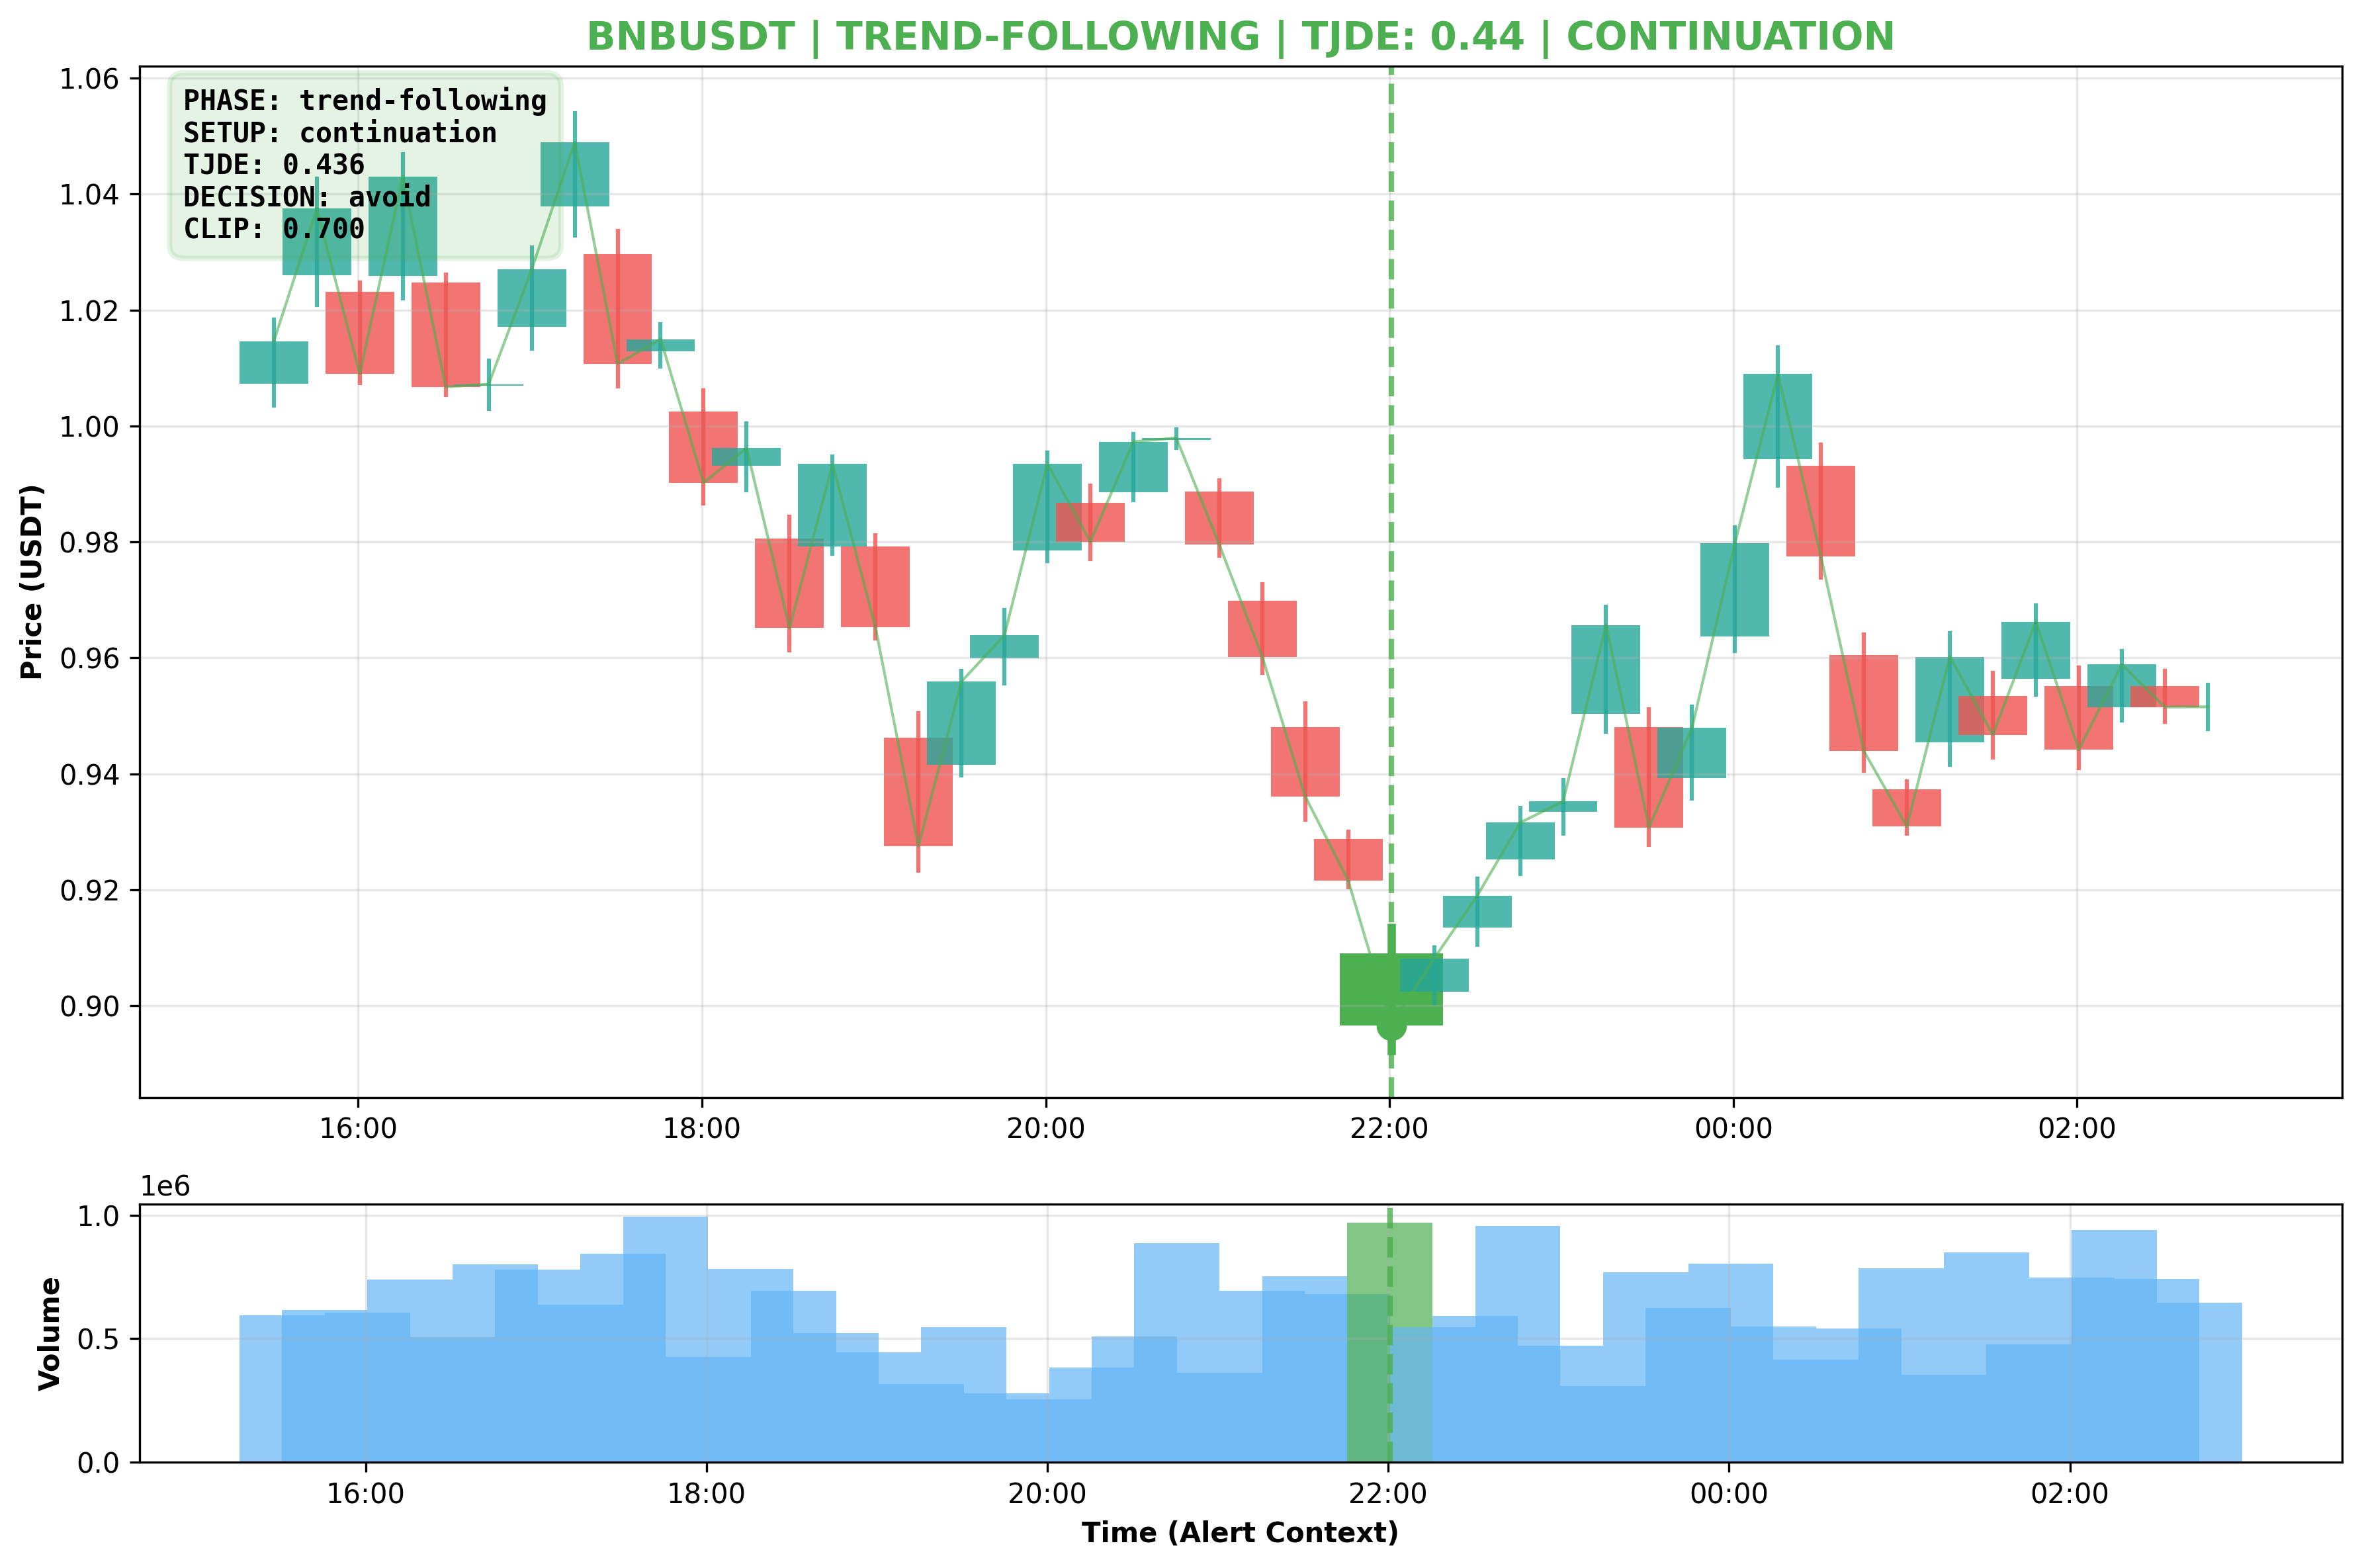 BNBUSDT | TREND-FOLLOWING | TJDE: 0.44 | CONTINUATION
PHASE: trend-following
SETUP: continuation
TJDE: 0.436
DECISION: avoid
CLIP: 0.700
Price (USDT)
1.06
1.04
1.02
1.00
0.98
0.96
0.94
0.92
0.90
16:00 18:00 20:00 22:00 00:00 02:00
1e6
Volume
1.0
0.5
0.0
16:00 18:00 20:00 22:00 00:00 02:00
Time (Alert Context)